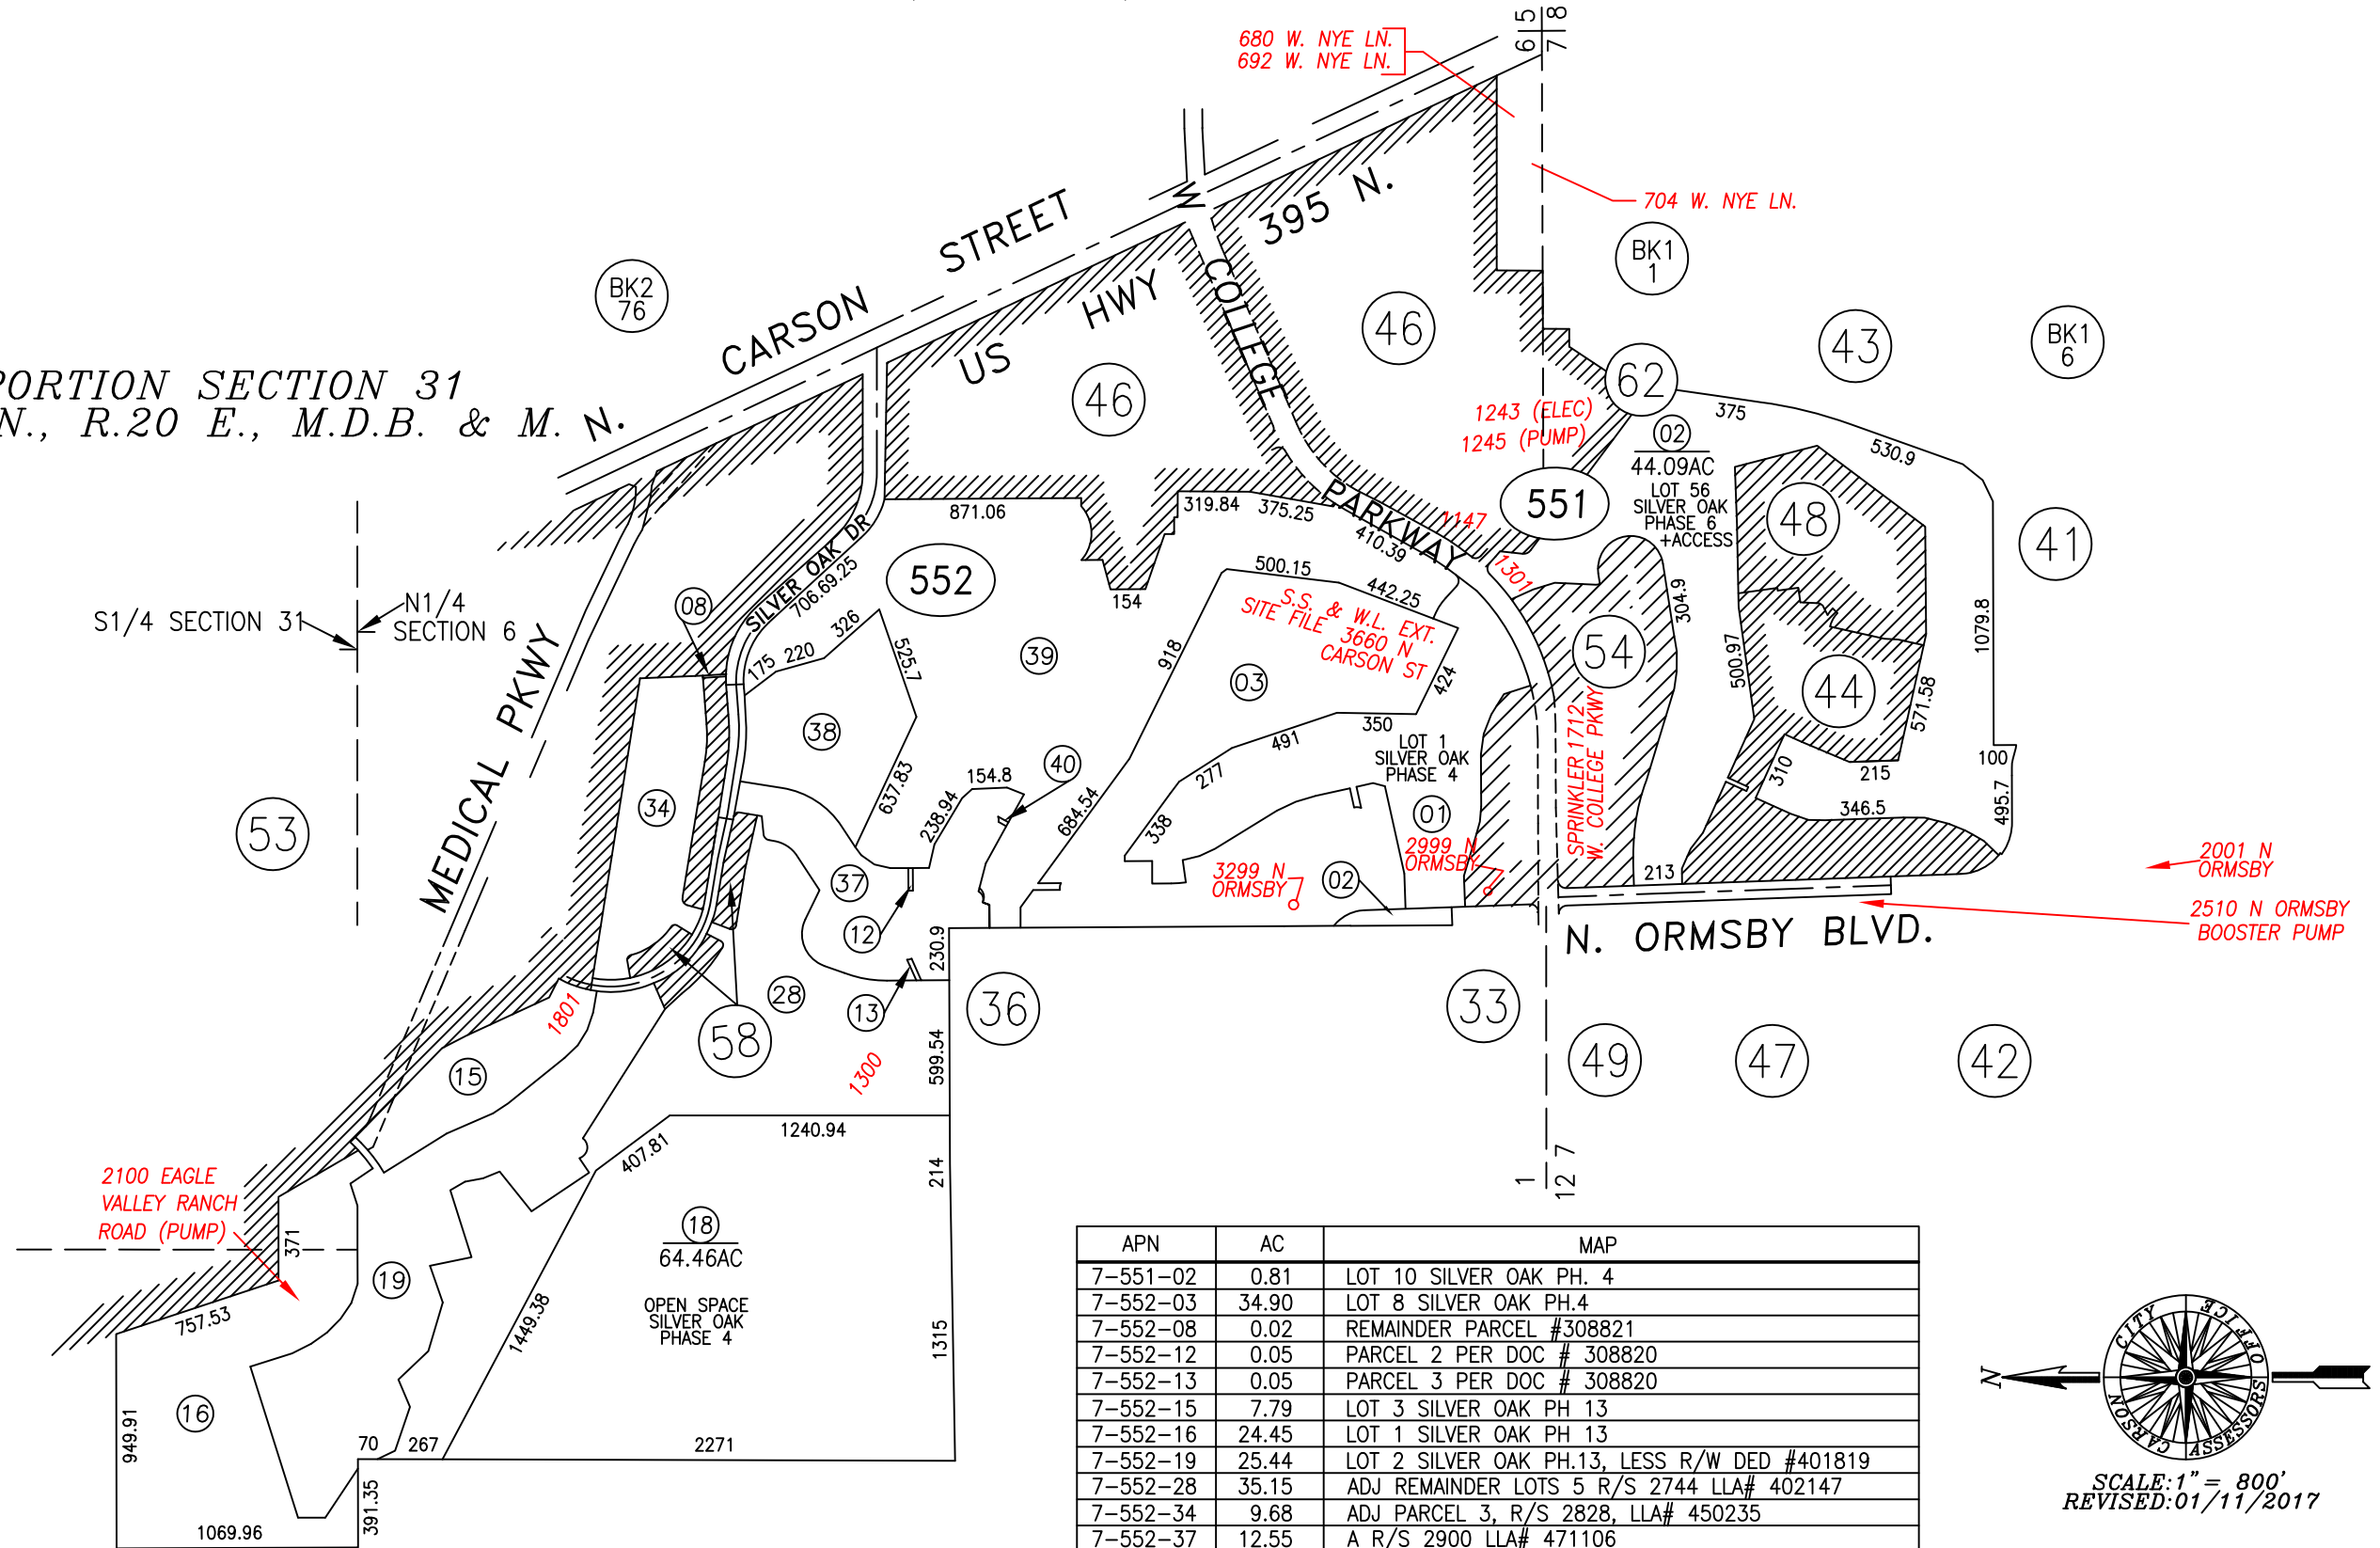 680 W. NYE LN.
692 W. NYE LN.
6 5
7 8
704 W. NYE LN.
BK1
1
BK2
76
BK1
6
PORTION SECTION 31
N., R.20 E., M.D.B. & M.
N. CARSON STREET
US HWY 395 N.
W COLLEGE PARKWAY
46
46
43
62
1243 (ELEC)
1245 (PUMP)
02
44.09AC
LOT 56
SILVER OAK
PHASE 6
+ACCESS
375
530.9
551
48
41
1147
1301
871.06
319.84
375.25
410.39
552
SILVER OAK DR
706.69.25
154
500.15
442.25
S.S. & W.L. EXT.
SITE FILE 3660 N
CARSON ST
S1/4 SECTION 31
N1/4
SECTION 6
08
175
220
326
525.7
39
918
03
424
54
304.9
500.97
1079.8
44
571.58
MEDICAL PKWY
38
637.83
491
350
277
338
LOT 1
SILVER OAK
PHASE 4
SPRINKLER 1712
W. COLLEGE PKWY
100
310
215
346.5
495.7
53
34
154.8
40
238.94
684.54
01
2999 N
ORMSBY
3299 N
ORMSBY
02
213
2001 N
ORMSBY
2510 N ORMSBY
BOOSTER PUMP
N. ORMSBY BLVD.
37
12
230.9
28
13
36
33
58
1801
1300
599.54
49
47
42
15
407.81
1240.94
214
1
12 7
2100 EAGLE
VALLEY RANCH
ROAD (PUMP)
371
18
64.46AC
OPEN SPACE
SILVER OAK
PHASE 4
19
757.53
1449.38
1315
16
949.91
70
267
2271
391.35
1069.96
APN AC MAP
7-551-02 0.81 LOT 10 SILVER OAK PH. 4
7-552-03 34.90 LOT 8 SILVER OAK PH.4
7-552-08 0.02 REMAINDER PARCEL #308821
7-552-12 0.05 PARCEL 2 PER DOC # 308820
7-552-13 0.05 PARCEL 3 PER DOC # 308820
7-552-15 7.79 LOT 3 SILVER OAK PH 13
7-552-16 24.45 LOT 1 SILVER OAK PH 13
7-552-19 25.44 LOT 2 SILVER OAK PH.13, LESS R/W DED #401819
7-552-28 35.15 ADJ REMAINDER LOTS 5 R/S 2744 LLA# 402147
7-552-34 9.68 ADJ PARCEL 3, R/S 2828, LLA# 450235
7-552-37 12.55 A R/S 2900 LLA# 471106
N
CARSON CITY ASSESSORS OFFICE
SCALE:1" = 800'
REVISED:01/11/2017